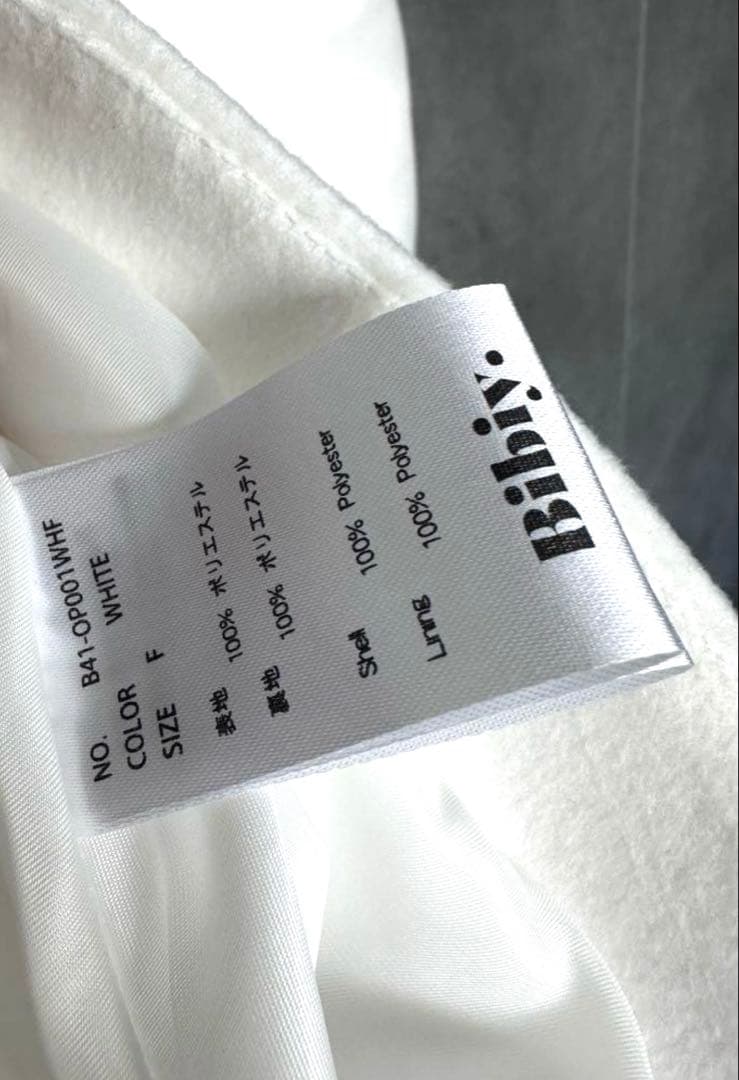 NO. B41-OP001WHF
COLOR WHITE
SIZE F
表地 100% ポリエステル
裏地 100% ポリエステル
Shell 100% Polyester
Lining 100% Polyester
Bibiy.